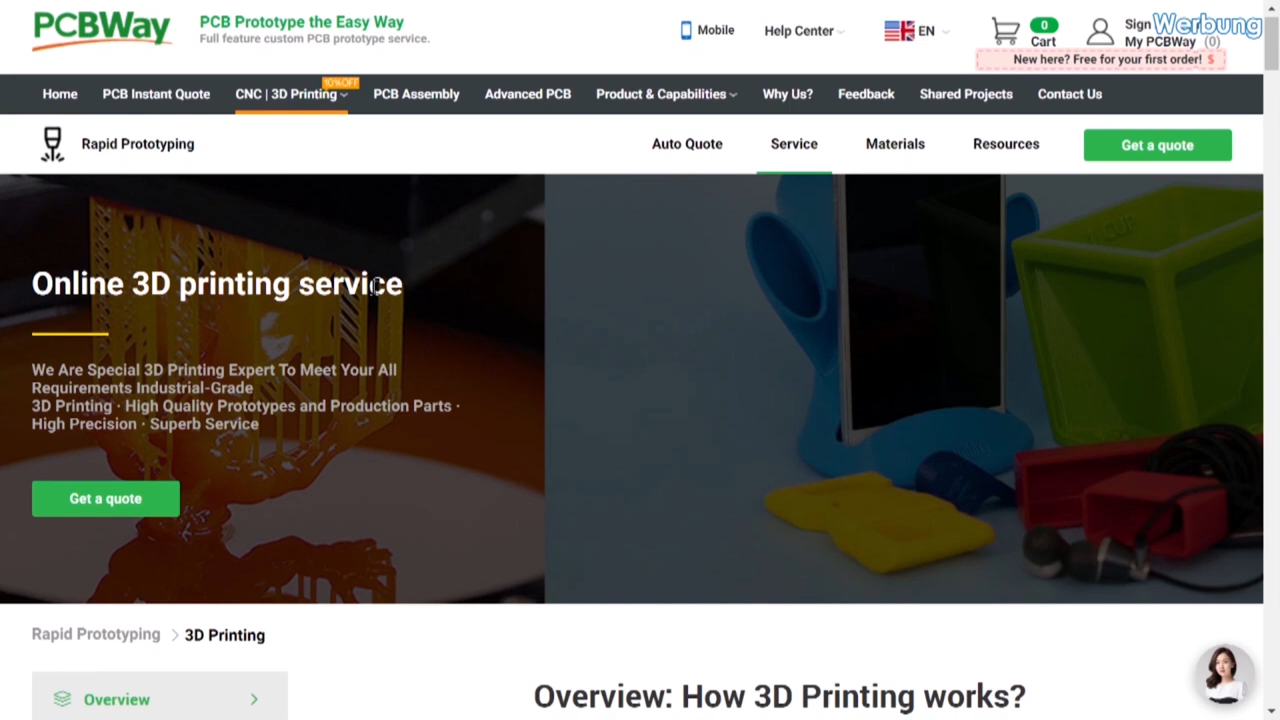 PCBWay
PCB Prototype the Easy Way
Full feature custom PCB prototype service.
Mobile
Help Center
EN
0
Cart
Sign
My PCBWay (0)
Werbung
New here? Free for your first order! $
10%OFF
Home
PCB Instant Quote
CNC | 3D Printing
PCB Assembly
Advanced PCB
Product & Capabilities
Why Us?
Feedback
Shared Projects
Contact Us
Rapid Prototyping
Auto Quote
Service
Materials
Resources
Get a quote
Online 3D printing service
We Are Special 3D Printing Expert To Meet Your All
Requirements Industrial-Grade
3D Printing · High Quality Prototypes and Production Parts ·
High Precision · Superb Service
Get a quote
Rapid Prototyping > 3D Printing
Overview
Overview: How 3D Printing works?